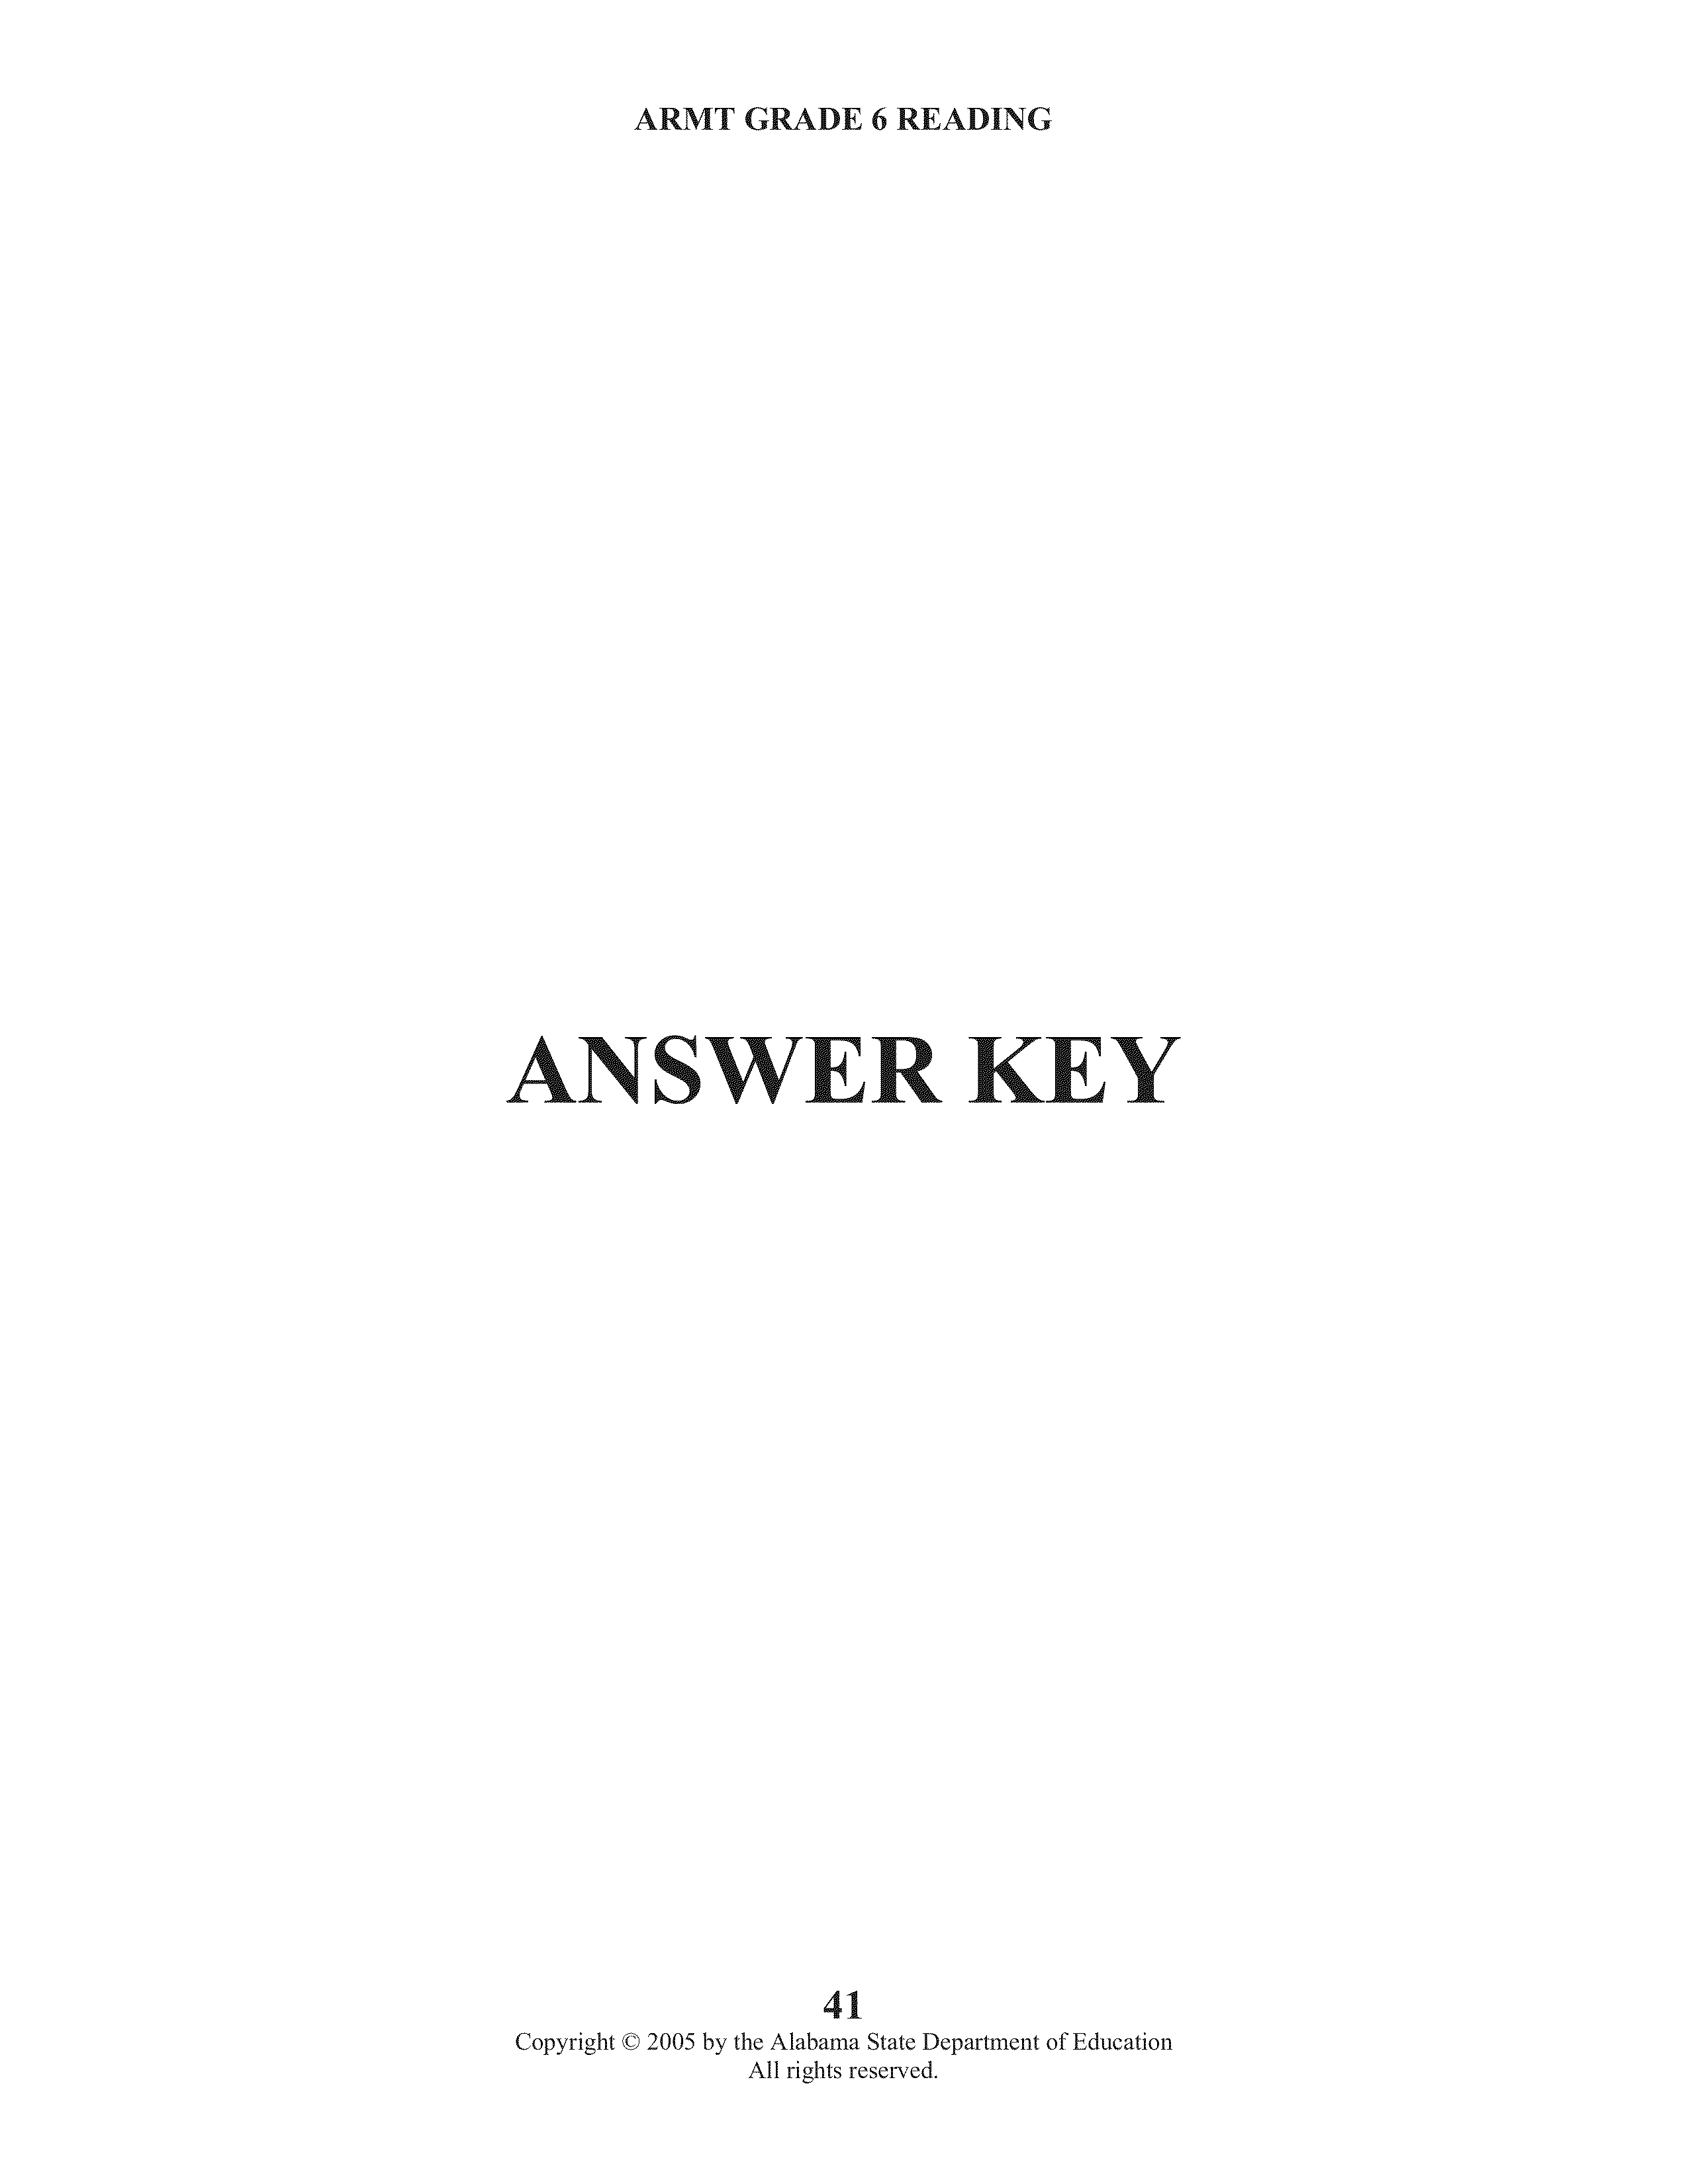 ARMT GRADE 6 READING
ANSWER KEY
41
Copyright © 2005 by the Alabama State Department of Education
All rights reserved.